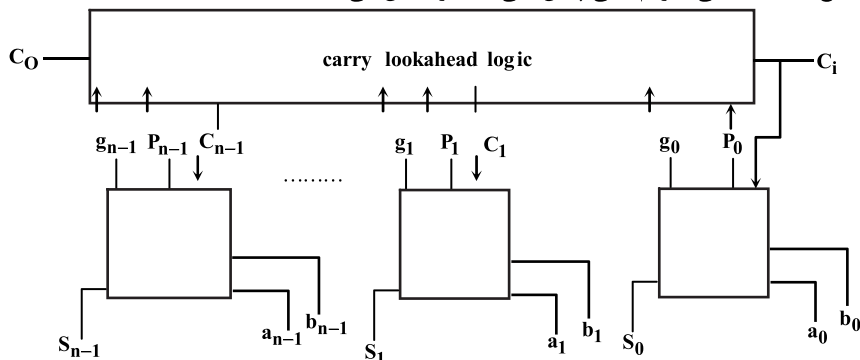 C_O carry lookahead logic C_i
g_{n–1} P_{n–1} C_{n–1} ......... g_1 P_1 C_1 g_0 P_0
S_{n–1} a_{n–1} b_{n–1} S_1 a_1 b_1 S_0 a_0 b_0